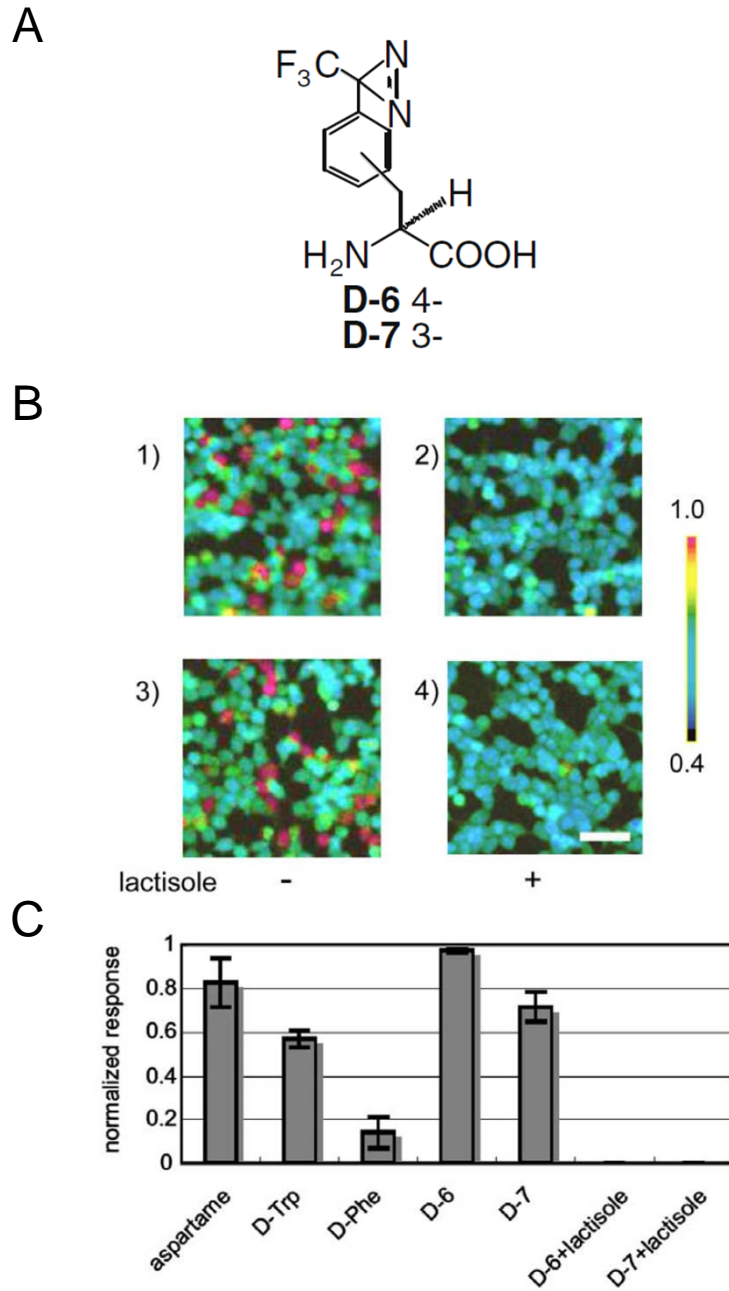 A
F3C
N
N
H
H2N
COOH
D-6 4-
D-7 3-
B
1)
2)
1.0
3)
4)
0.4
lactisole - +
C
normalized response
1
0.8
0.6
0.4
0.2
0
aspartame
D-Trp
D-Phe
D-6
D-7
D-6+lactisole
D-7+lactisole